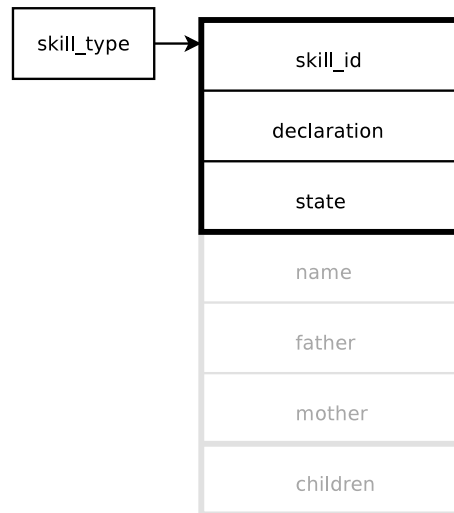 skill_type
skill_id
declaration
state
name
father
mother
children